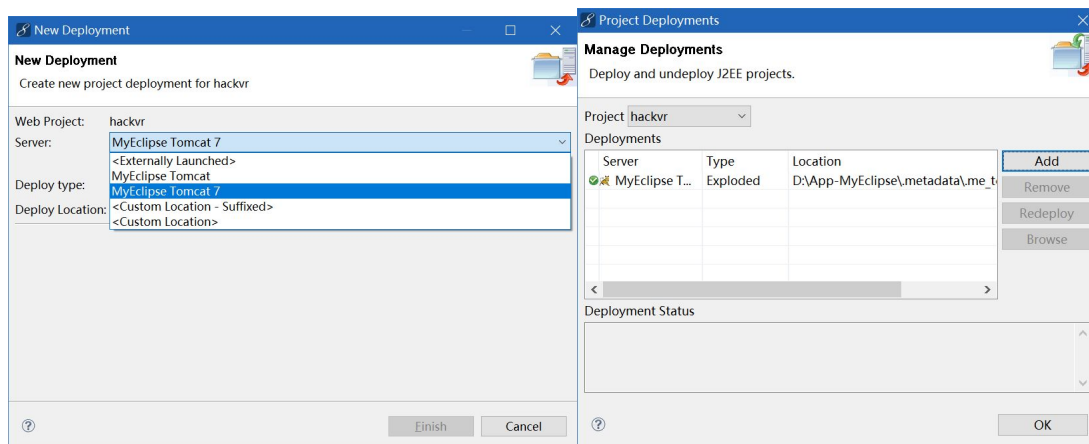 New Deployment
New Deployment
Create new project deployment for hackvr
Web Project: hackvr
Server: MyEclipse Tomcat 7
<Externally Launched>
MyEclipse Tomcat
MyEclipse Tomcat 7
<Custom Location - Suffixed>
<Custom Location>
Deploy type:
Deploy Location:
Finish Cancel
Project Deployments
Manage Deployments
Deploy and undeploy J2EE projects.
Project hackvr
Deployments
Server Type Location
MyEclipse T... Exploded D:\App-MyEclipse\.metadata\.me_t
Add
Remove
Redeploy
Browse
Deployment Status
OK